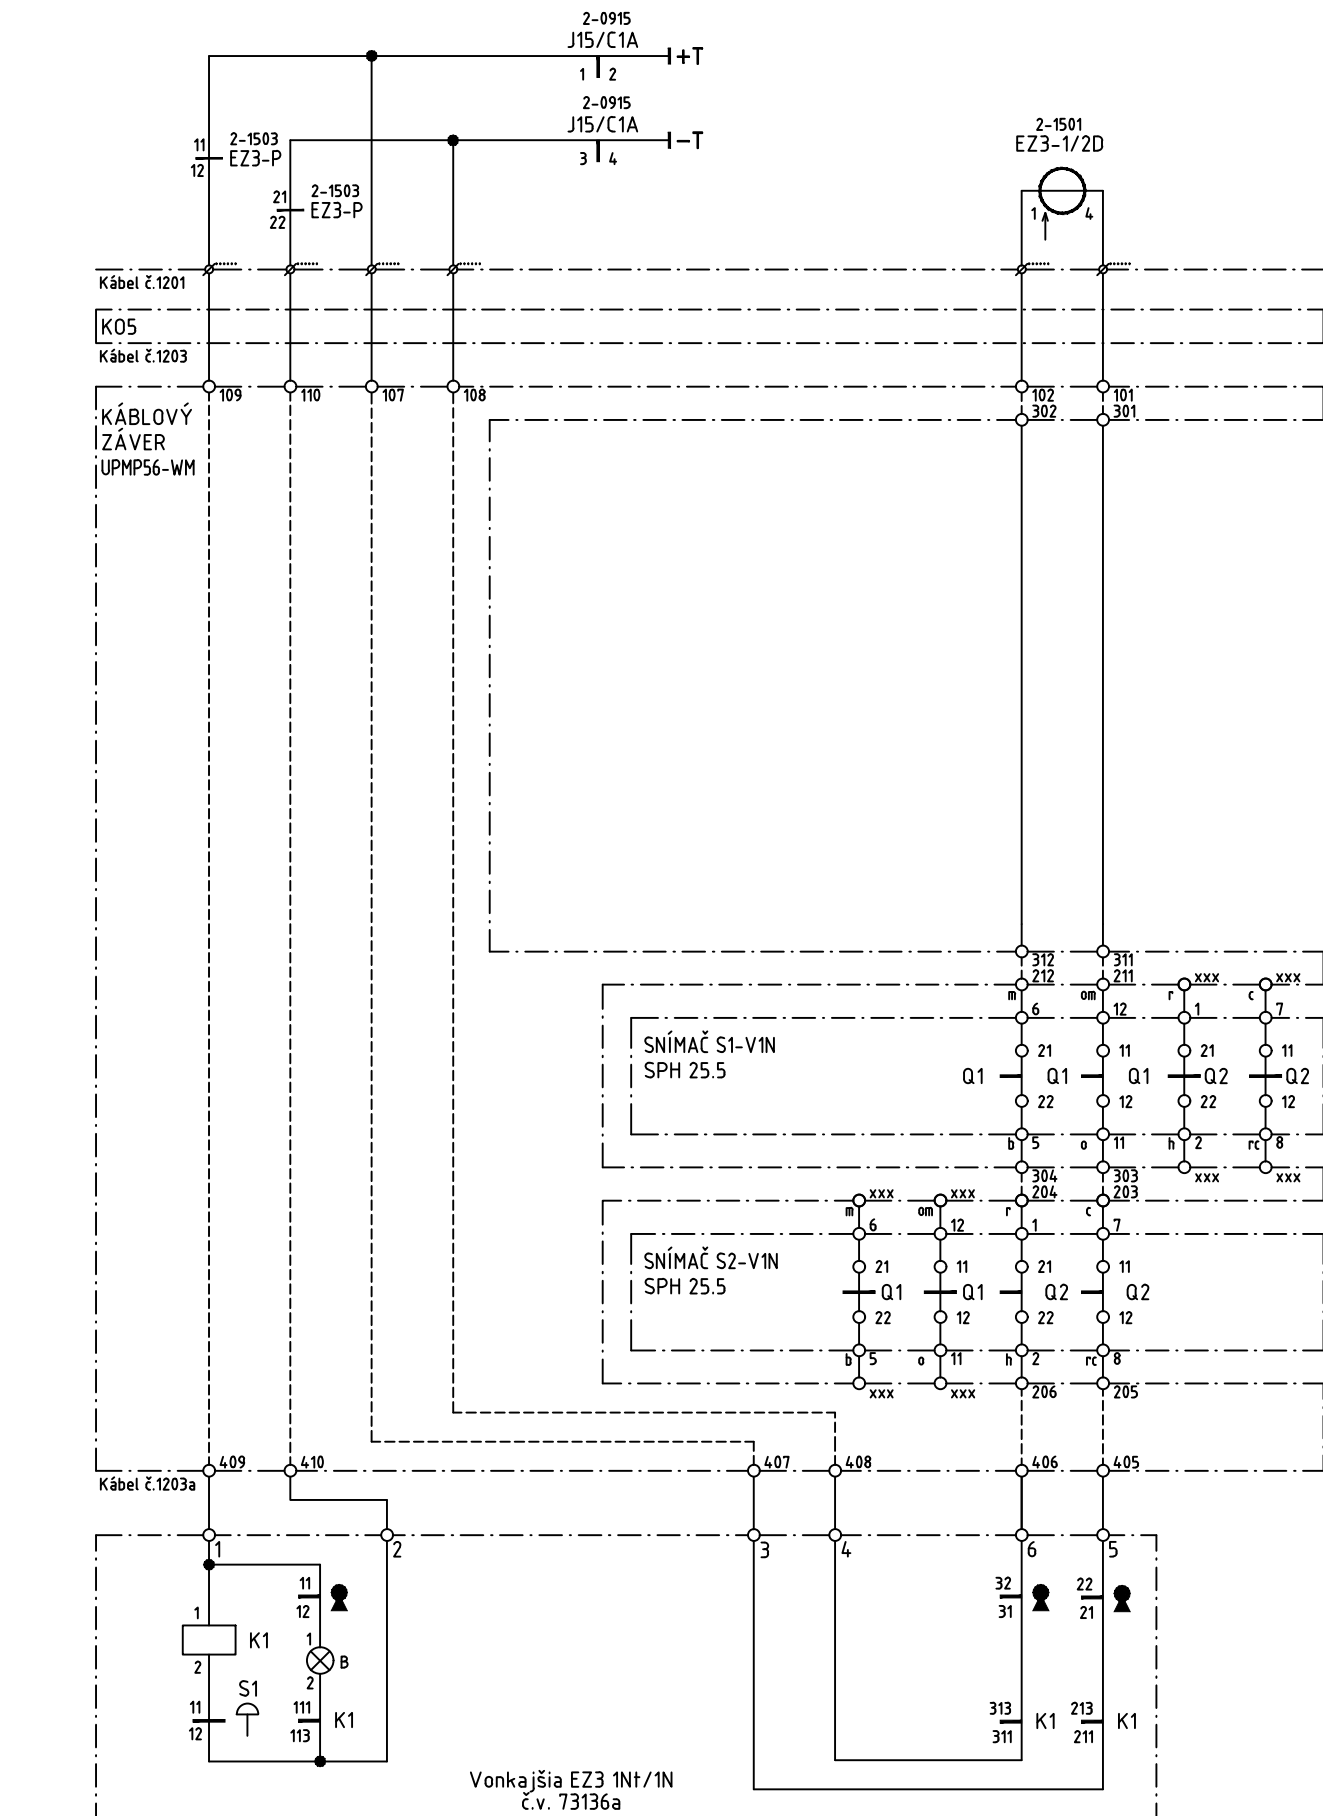 2-0915
J15/C1A
+T
1 2
2-0915
J15/C1A
-T
3 4
2-1501
EZ3-1/2D
1 4
11 2-1503
12 EZ3-P
21 2-1503
22 EZ3-P
Kábel č.1201
KO5
Kábel č.1203
109 110 107 108 102 101
302 301
KÁBLOVÝ
ZÁVER
UPMP56-WM
312 311
212 211 xxx xxx
m om r c
6 12 1 7
SNÍMAČ S1-V1N
SPH 25.5
21 11 21 11
Q1 Q1 Q1 Q2 Q2
22 12 22 12
b 5 o 11 h 2 rc 8
304 303 xxx xxx
xxx xxx 204 203
m om r c
6 12 1 7
SNÍMAČ S2-V1N
SPH 25.5
21 11 21 11
Q1 Q1 Q2 Q2
22 12 22 12
b 5 o 11 h 2 rc 8
xxx xxx 206 205
409 410 407 408 406 405
Kábel č.1203a
1 2 3 4 6 5
11 32 22
12 31 21
1 K1 2
1 B 2
S1
11 12
111 K1 113
313 K1 311
213 K1 211
Vonkajšia EZ3 1Nt/1N
č.v. 73136a